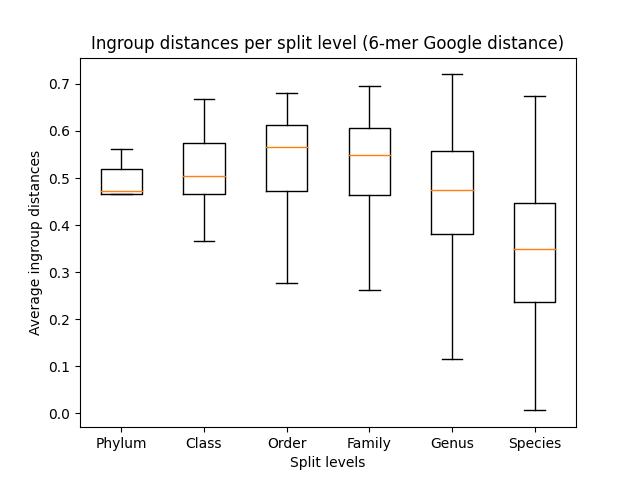 Ingroup distances per split level (6-mer Google distance)
Average ingroup distances
0.7
0.6
0.5
0.4
0.3
0.2
0.1
0.0
Phylum Class Order Family Genus Species
Split levels